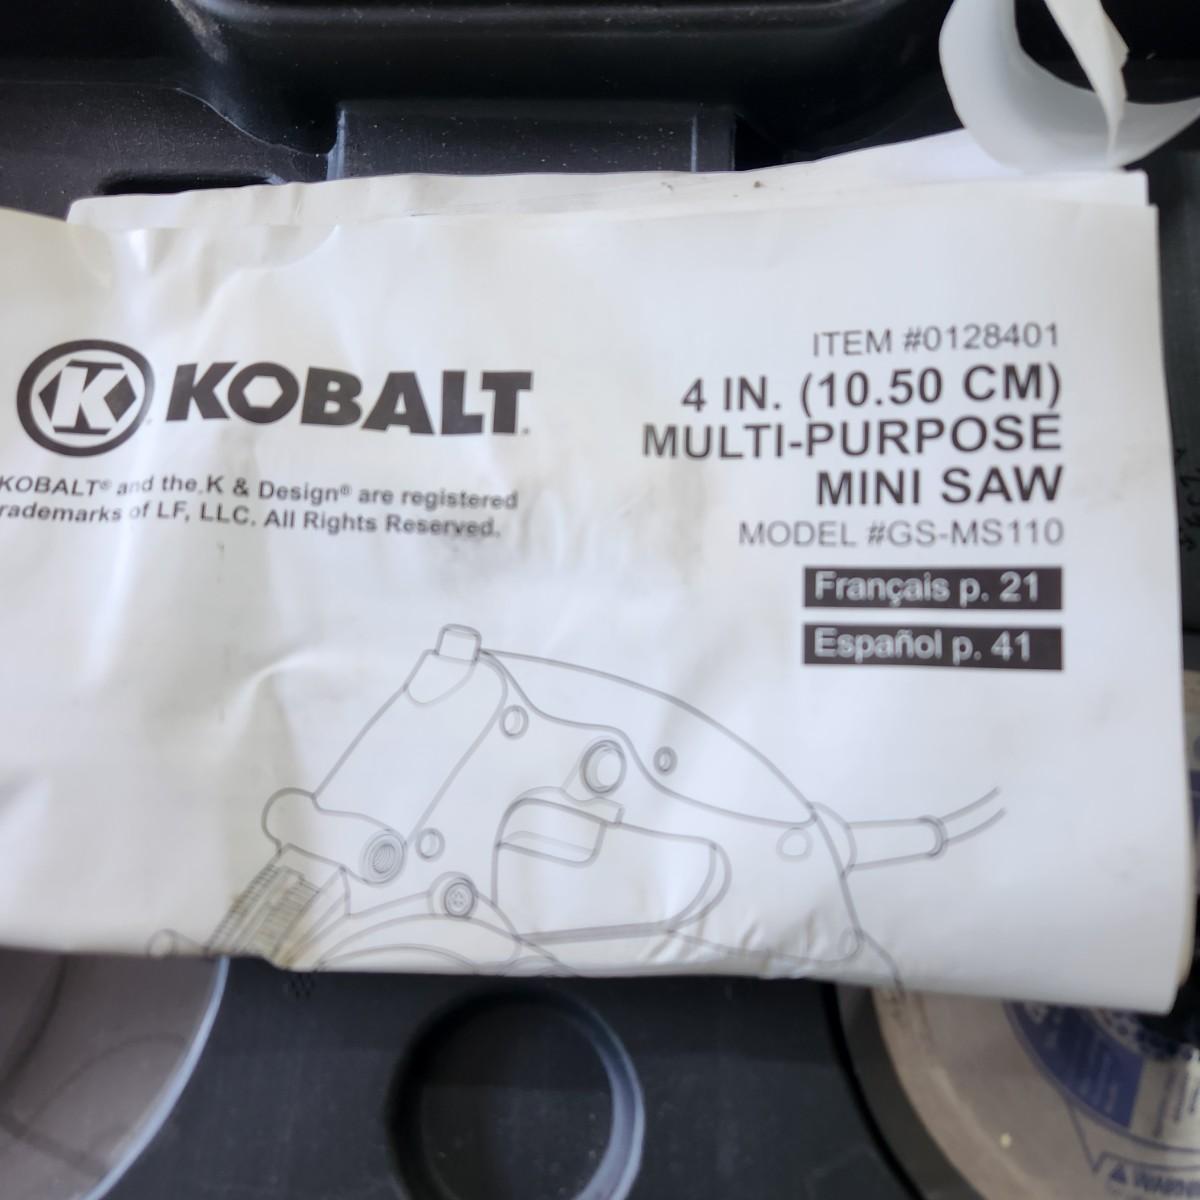 KOBALT
KOBALT® and the K & Design® are registered
rademarks of LF, LLC. All Rights Reserved.
ITEM #0128401
4 IN. (10.50 CM)
MULTI-PURPOSE
MINI SAW
MODEL #GS-MS110
Français p. 21
Español p. 41